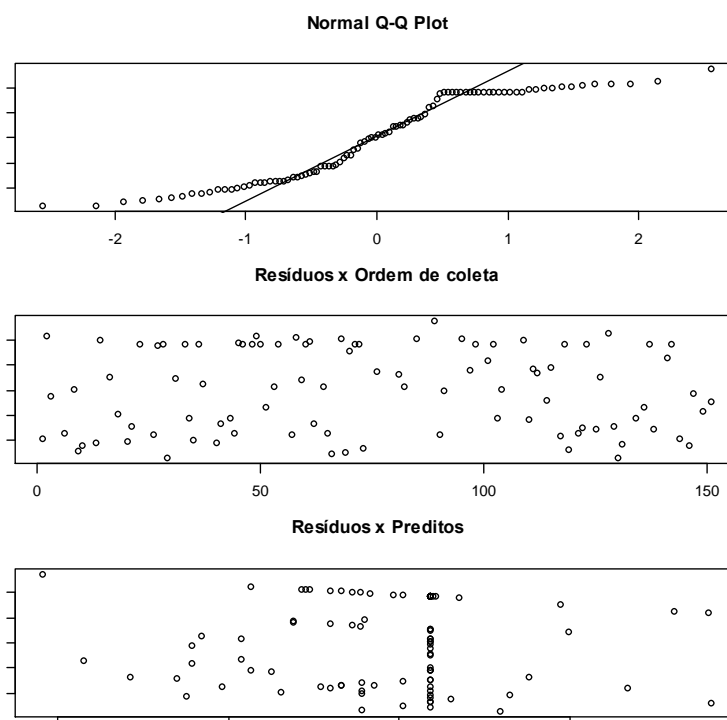 Normal Q-Q Plot
-2 -1 0 1 2
Resíduos x Ordem de coleta
0 50 100 150
Resíduos x Preditos